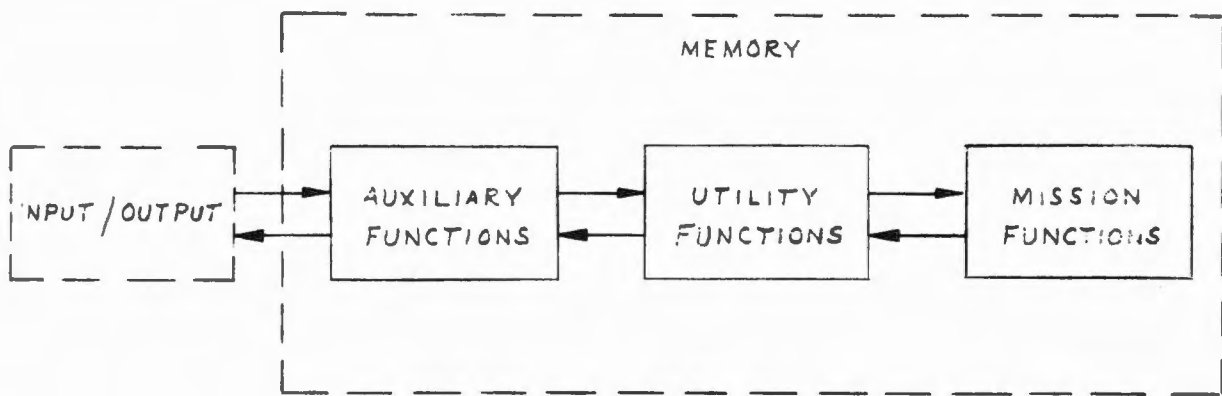 MEMORY
INPUT / OUTPUT
AUXILIARY
FUNCTIONS
UTILITY
FUNCTIONS
MISSION
FUNCTIONS